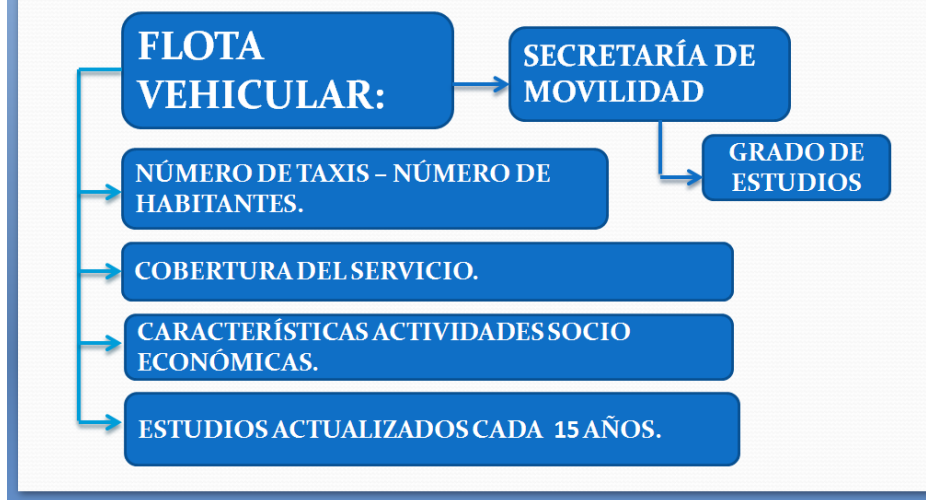 FLOTA
VEHICULAR:
SECRETARÍA DE
MOVILIDAD
GRADO DE
ESTUDIOS
NÚMERO DE TAXIS – NÚMERO DE
HABITANTES.
COBERTURA DEL SERVICIO.
CARACTERÍSTICAS ACTIVIDADES SOCIO
ECONÓMICAS.
ESTUDIOS ACTUALIZADOS CADA 15 AÑOS.